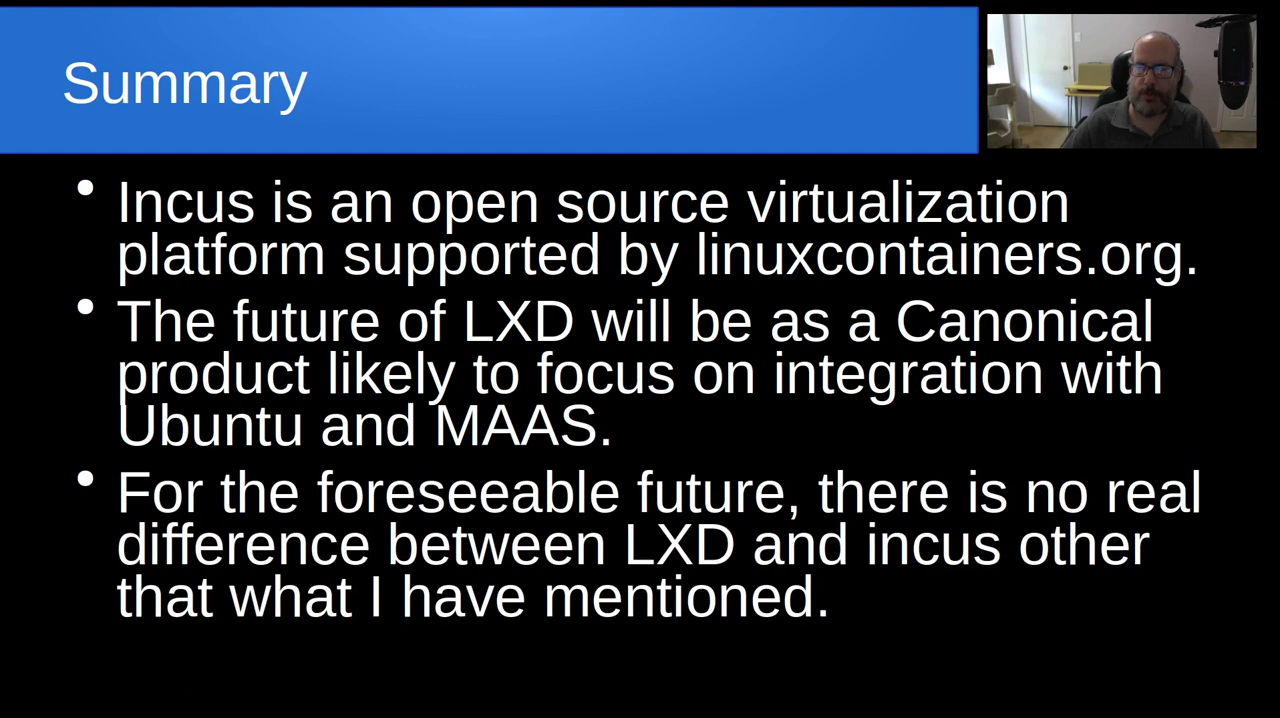 Summary
• Incus is an open source virtualization
platform supported by linuxcontainers.org.
• The future of LXD will be as a Canonical
product likely to focus on integration with
Ubuntu and MAAS.
• For the foreseeable future, there is no real
difference between LXD and incus other
that what I have mentioned.